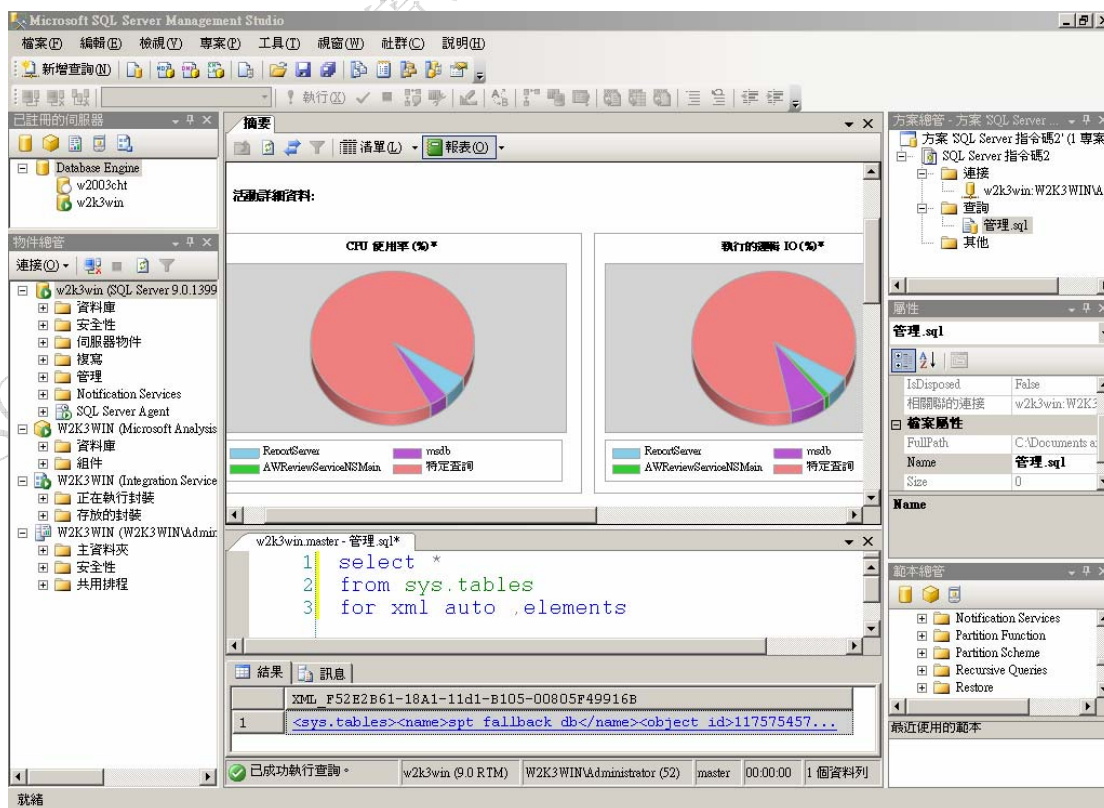 Microsoft SQL Server Management Studio
檔案(F) 編輯(E) 檢視(V) 專案(P) 工具(T) 視窗(W) 社群(C) 說明(H)
新增查詢(N)
執行(X)
已註冊的伺服器
Database Engine
w2003cht
w2k3win
物件總管
連接(O)
w2k3win (SQL Server 9.0.1399
資料庫
安全性
伺服器物件
複寫
管理
Notification Services
SQL Server Agent
W2K3WIN (Microsoft Analysis
資料庫
組件
W2K3WIN (Integration Service
正在執行封裝
存放的封裝
W2K3WIN (W2K3WIN\Admin
主資料夾
安全性
共用排程
摘要
清單(L) 報表(O)
活動詳細資料:
CPU 使用率 (%)*
ReportServer msdb
AWReviewServiceNSMain 特定查詢
執行的邏輯 IO (%)*
ReportServer msdb
AWReviewServiceNSMain 特定查詢
w2k3win.master - 管理.sql*
1 select *
2 from sys.tables
3 for xml auto ,elements
結果 訊息
XML_F52E2B61-18A1-11d1-B105-00805F49916B
1 <sys.tables><name>spt fallback db</name><object id>117575457...
已成功執行查詢。 w2k3win (9.0 RTM) W2K3WIN\Administrator (52) master 00:00:00 1 個資料列
方案總管 - 方案 'SQL Server ...
方案 'SQL Server 指令碼2' (1 專案
SQL Server 指令碼2
連接
w2k3win:W2K3WIN\A
查詢
管理.sql
其他
屬性
管理.sql
IsDisposed False
相關聯的連接 w2k3win:W2K3
檔案屬性
FullPath C:\Documents a
Name 管理.sql
Size 0
Name
範本總管
Notification Services
Partition Function
Partition Scheme
Recursive Queries
Restore
最近使用的範本
就緒